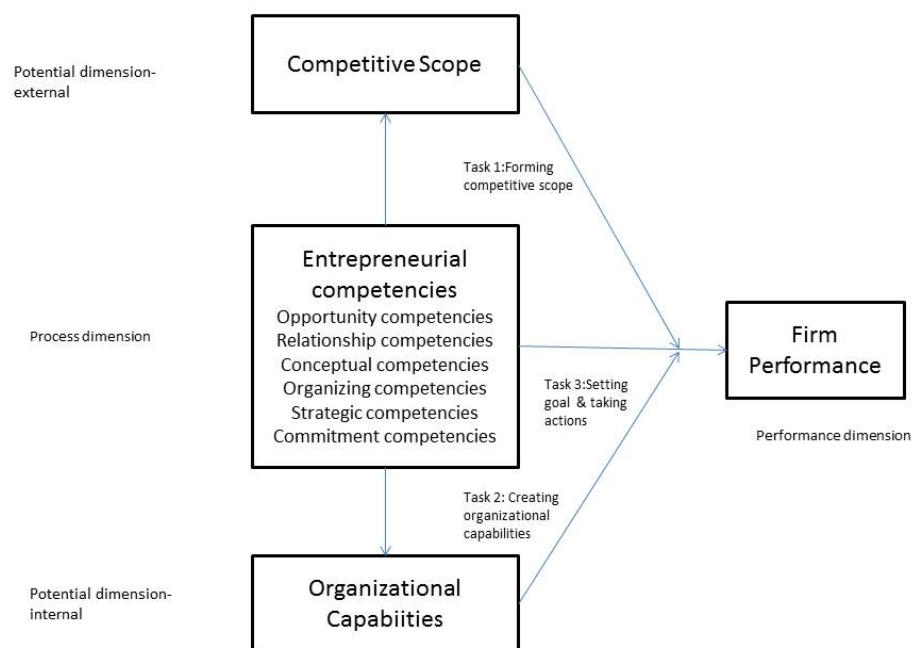 Competitive Scope
Potential dimension-
external
Task 1:Forming
competitive scope
Entrepreneurial
competencies
Opportunity competencies
Relationship competencies
Conceptual competencies
Organizing competencies
Strategic competencies
Commitment competencies
Process dimension
Firm
Performance
Task 3:Setting
goal & taking
actions
Performance dimension
Task 2: Creating
organizational
capabilities
Organizational
Capabiities
Potential dimension-
internal